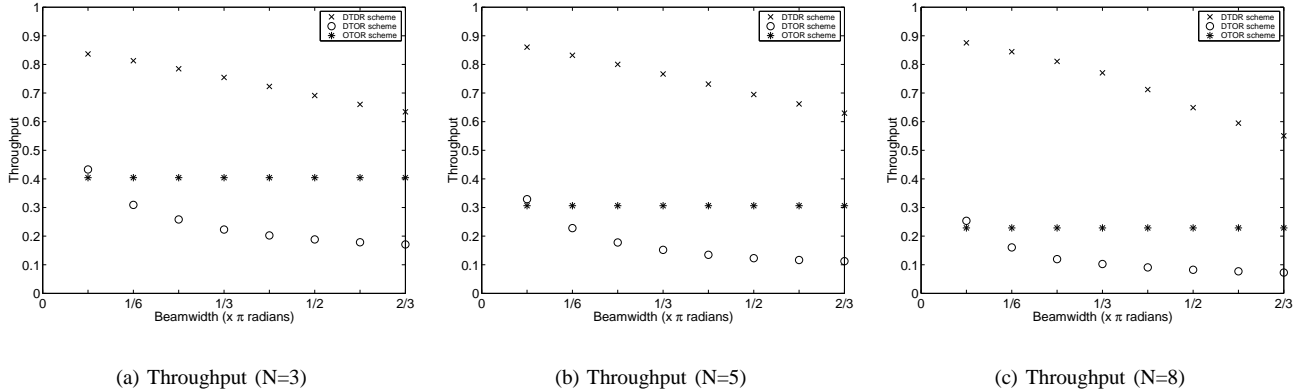 DTDR scheme
DTOR scheme
OTOR scheme
1
0.9
0.8
0.7
0.6
0.5
0.4
0.3
0.2
0.1
0
Throughput
0 1/6 1/3 1/2 2/3
Beamwidth (x π radians)
(a) Throughput (N=3)
DTDR scheme
DTOR scheme
OTOR scheme
1
0.9
0.8
0.7
0.6
0.5
0.4
0.3
0.2
0.1
0
Throughput
0 1/6 1/3 1/2 2/3
Beamwidth (x π radians)
(b) Throughput (N=5)
DTDR scheme
DTOR scheme
OTOR scheme
1
0.9
0.8
0.7
0.6
0.5
0.4
0.3
0.2
0.1
0
Throughput
0 1/6 1/3 1/2 2/3
Beamwidth (x π radians)
(c) Throughput (N=8)